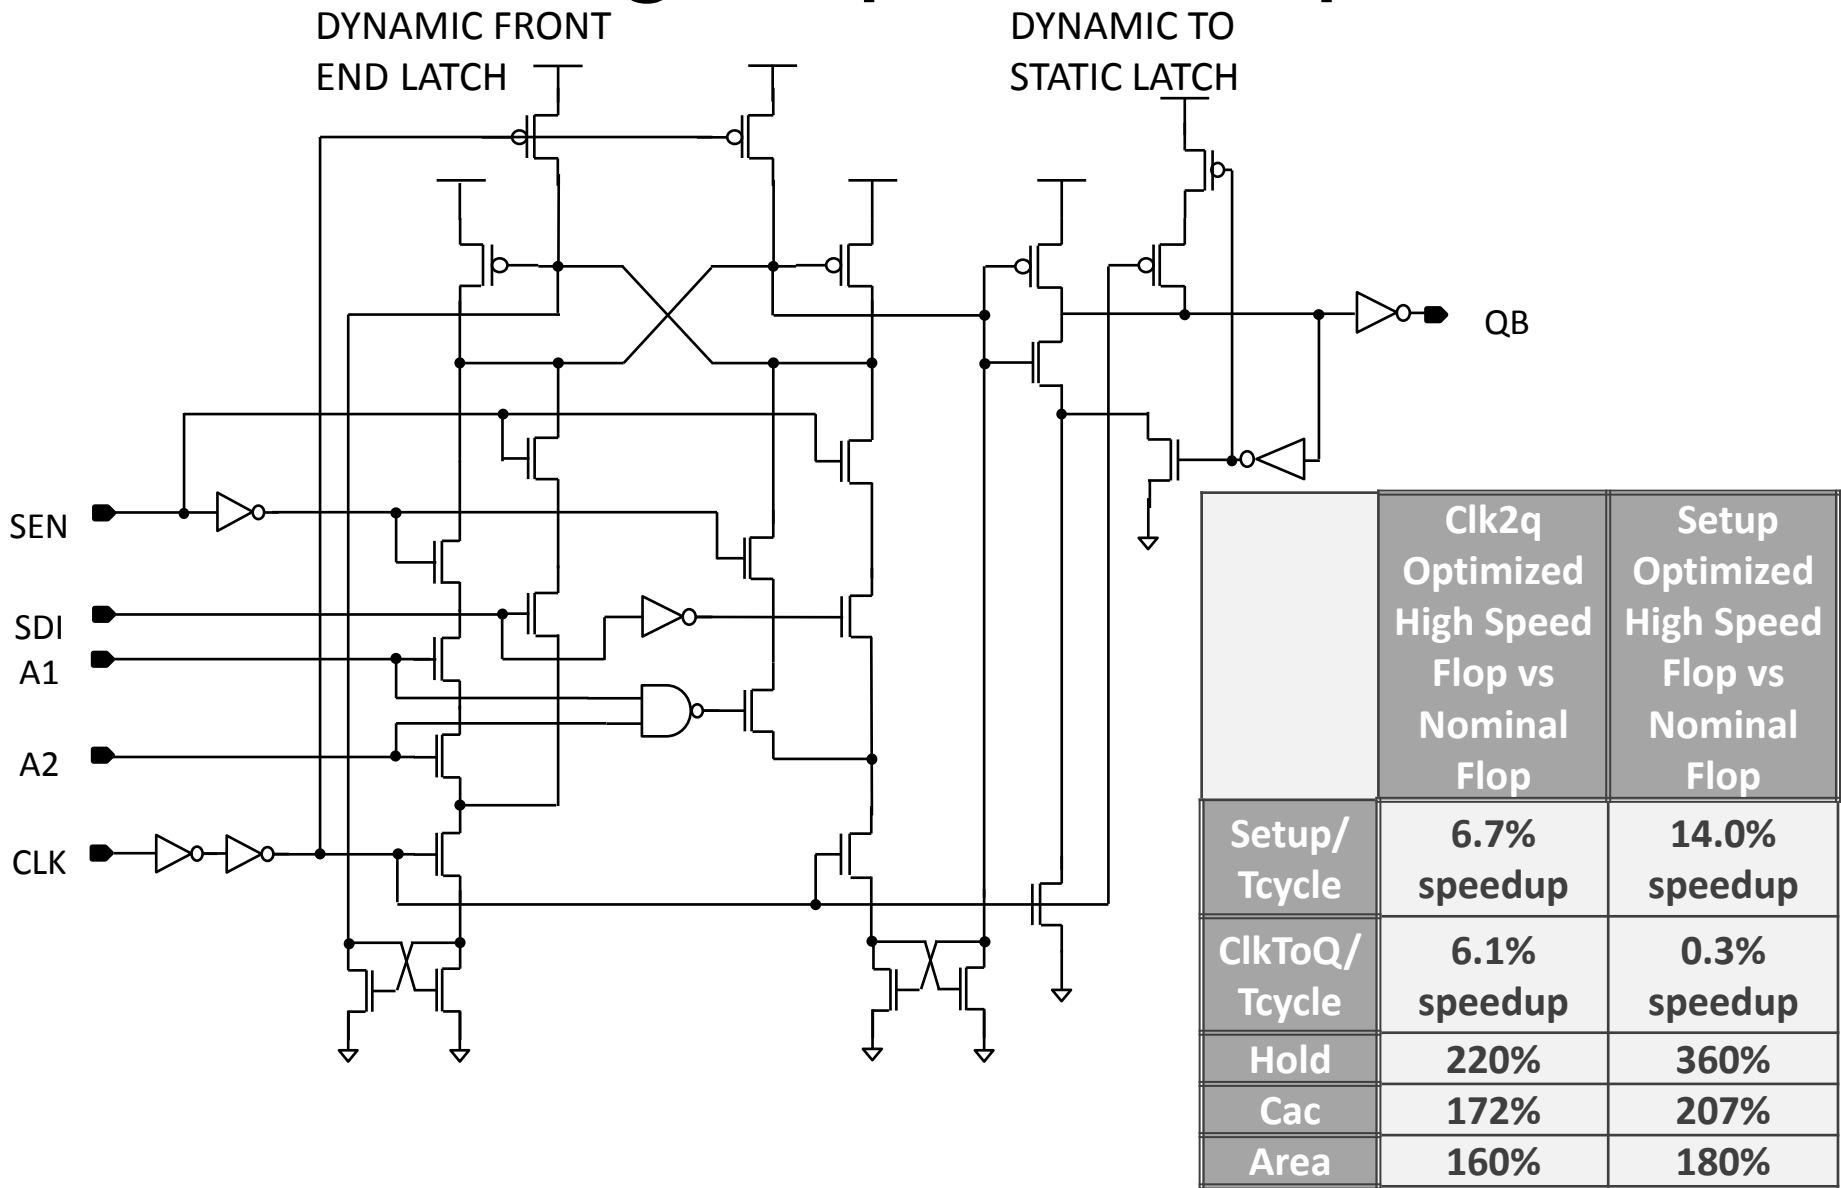 DYNAMIC FRONT
END LATCH
DYNAMIC TO
STATIC LATCH
QB
SEN
SDI
A1
A2
CLK
Clk2q
Optimized
High Speed
Flop vs
Nominal
Flop
Setup
Optimized
High Speed
Flop vs
Nominal
Flop
Setup/
Tcycle
6.7%
speedup
14.0%
speedup
ClkToQ/
Tcycle
6.1%
speedup
0.3%
speedup
Hold
220%
360%
Cac
172%
207%
Area
160%
180%